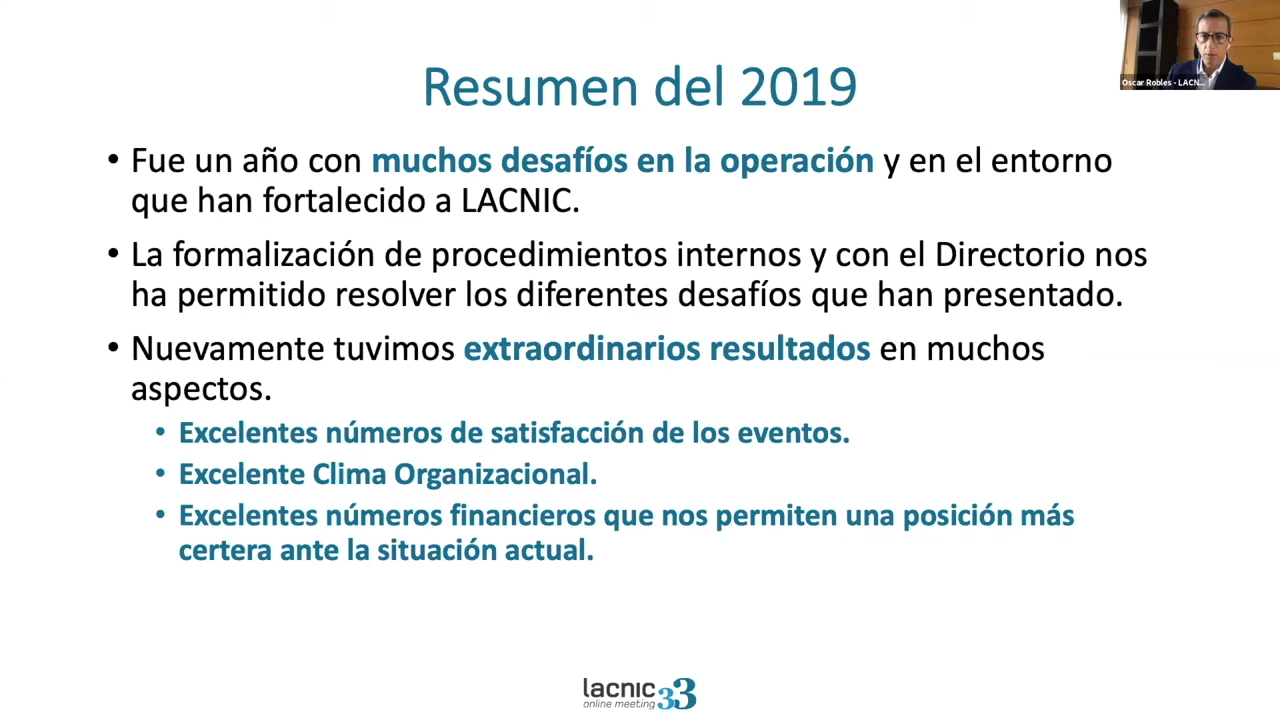 Oscar Robles - LACN...
Resumen del 2019
• Fue un año con muchos desafíos en la operación y en el entorno
que han fortalecido a LACNIC.
• La formalización de procedimientos internos y con el Directorio nos
ha permitido resolver los diferentes desafíos que han presentado.
• Nuevamente tuvimos extraordinarios resultados en muchos
aspectos.
• Excelentes números de satisfacción de los eventos.
• Excelente Clima Organizacional.
• Excelentes números financieros que nos permiten una posición más
certera ante la situación actual.
lacnic 33
online meeting